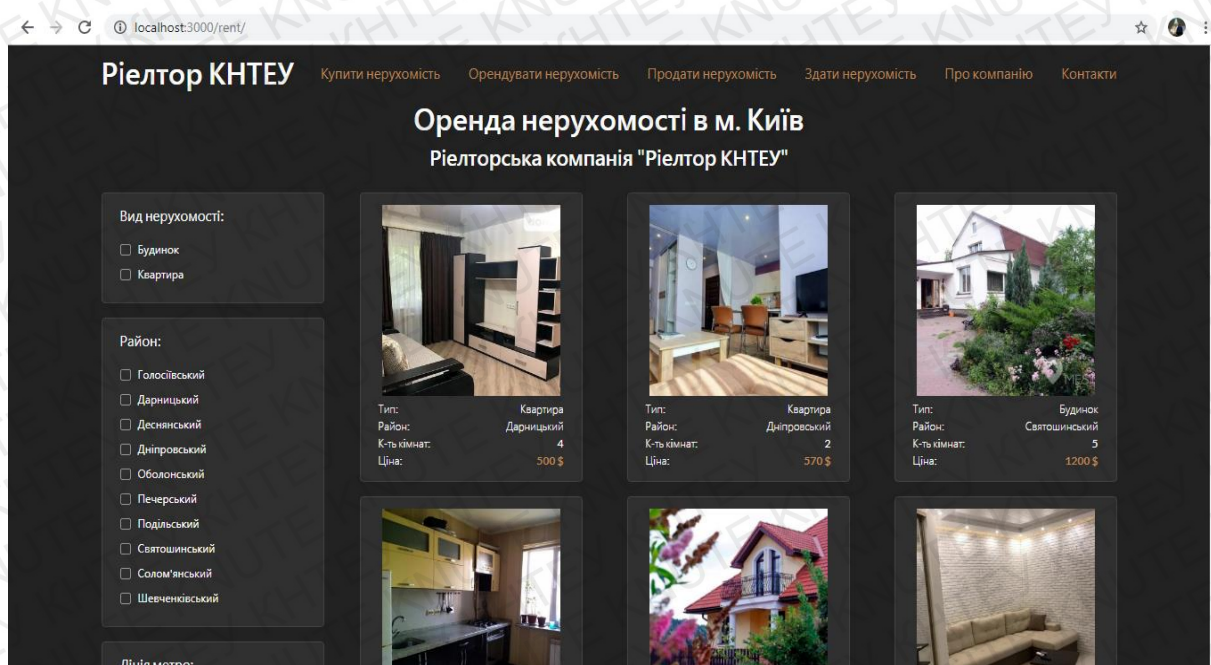 localhost:3000/rent/
Ріелтор КНТЕУ
Купити нерухомість Орендувати нерухомість Продати нерухомість Здати нерухомість Про компанію Контакти
Оренда нерухомості в м. Київ
Ріелторська компанія "Ріелтор КНТЕУ"
Вид нерухомості:
Будинок
Квартира
Район:
Голосіївський
Дарницький
Деснянський
Дніпровський
Оболонський
Печерський
Подільський
Святошинський
Солом'янський
Шевченківський
Лінія метро:
Тип: Квартира
Район: Дарницький
К-ть кімнат: 4
Ціна: 500 $
Тип: Квартира
Район: Дніпровський
К-ть кімнат: 2
Ціна: 570 $
Тип: Будинок
Район: Святошинський
К-ть кімнат: 5
Ціна: 1200 $